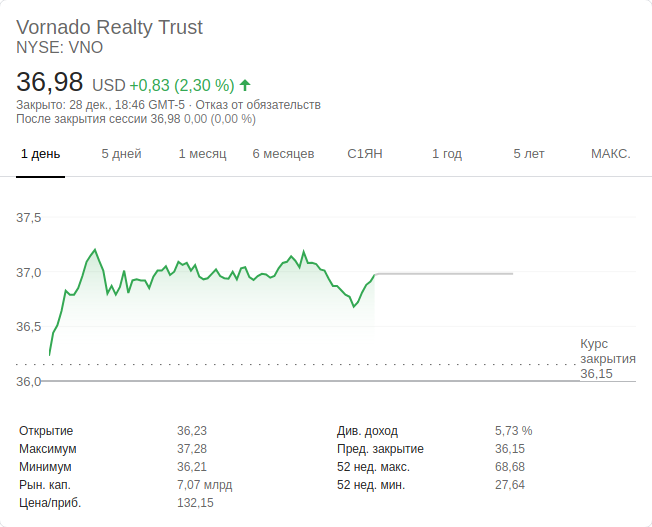 Vornado Realty Trust
NYSE: VNO
36,98 USD +0,83 (2,30 %)
Закрыто: 28 дек., 18:46 GMT-5 · Отказ от обязательств
После закрытия сессии 36,98 0,00 (0,00 %)
1 день 5 дней 1 месяц 6 месяцев С1ЯН 1 год 5 лет МАКС.
37,5
37,0
36,5
36,0
Курс
закрытия
36,15
Открытие 36,23 Див. доход 5,73 %
Максимум 37,28 Пред. закрытие 36,15
Минимум 36,21 52 нед. макс. 68,68
Рын. кап. 7,07 млрд 52 нед. мин. 27,64
Цена/приб. 132,15